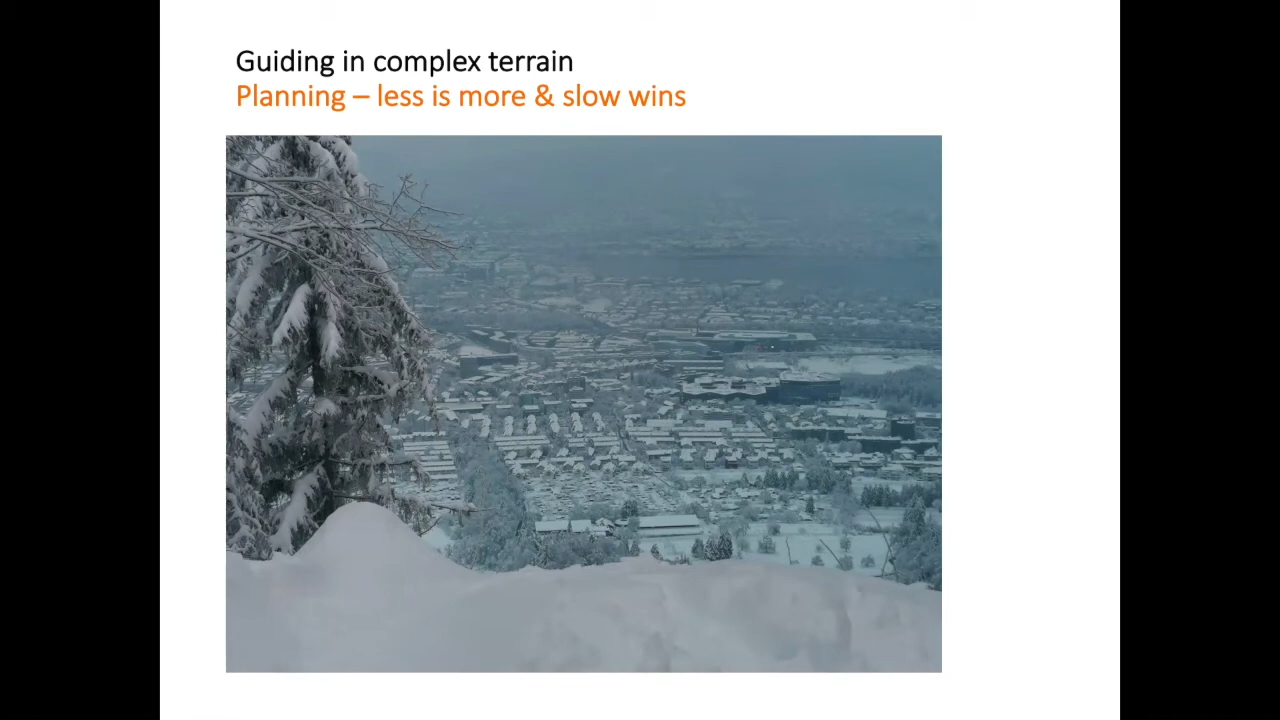 Guiding in complex terrain
Planning – less is more & slow wins